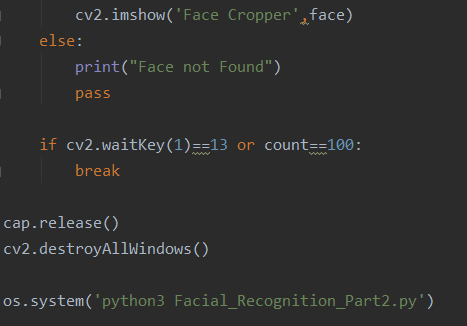 cv2.imshow('Face Cropper',face)
else:
print("Face not Found")
pass
if cv2.waitKey(1)==13 or count==100:
break
cap.release()
cv2.destroyAllWindows()
os.system('python3 Facial_Recognition_Part2.py')